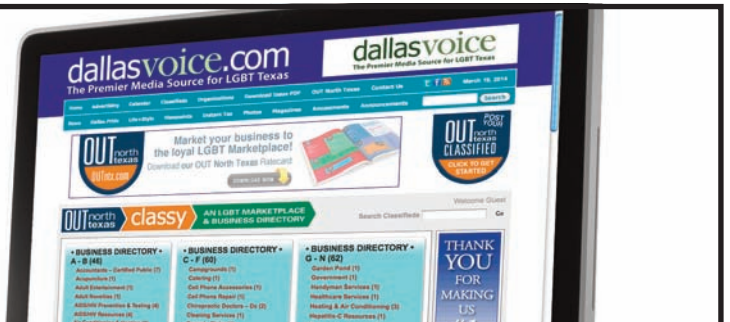 dallasvoice.com
The Premier Media Source for LGBT Texas
dallasvoice
The Premier Media Source for LGBT Texas
Home Advertising Calendar Classifieds Organizations Download Issue PDF OUT North Texas Contact Us March 19, 2014
News Dallas Pride Life+Style Viewpoints Instant Tea Photos Magazines Amusements Announcements Search
OUT north texas
OUTntx.com
Market your business to
the loyal LGBT Marketplace!
Download our OUT North Texas Ratecard
DOWNLOAD NOW
POST YOUR
OUT north texas
CLASSIFIED
CLICK TO GET
STARTED
Welcome Guest
OUT north texas classy
AN LGBT MARKETPLACE
& BUSINESS DIRECTORY
Search Classifieds Go
• BUSINESS DIRECTORY •
A - B (46)
Accountants – Certified Public (7)
Acupuncture (1)
Adult Entertainment (1)
Adult Novelties (1)
AIDS/HIV Prevention & Testing (4)
AIDS/HIV Resources (4)
• BUSINESS DIRECTORY •
C - F (60)
Campgrounds (1)
Catering (1)
Cell Phone Accessories (1)
Cell Phone Repair (1)
Chiropractic Doctors – Dc (2)
Cleaning Services (1)
• BUSINESS DIRECTORY •
G - N (62)
Garden Pond (1)
Government (1)
Handyman Services (1)
Healthcare Services (1)
Heating & Air Conditioning (3)
Hepatitis-C Resources (1)
THANK
YOU
FOR
MAKING
US